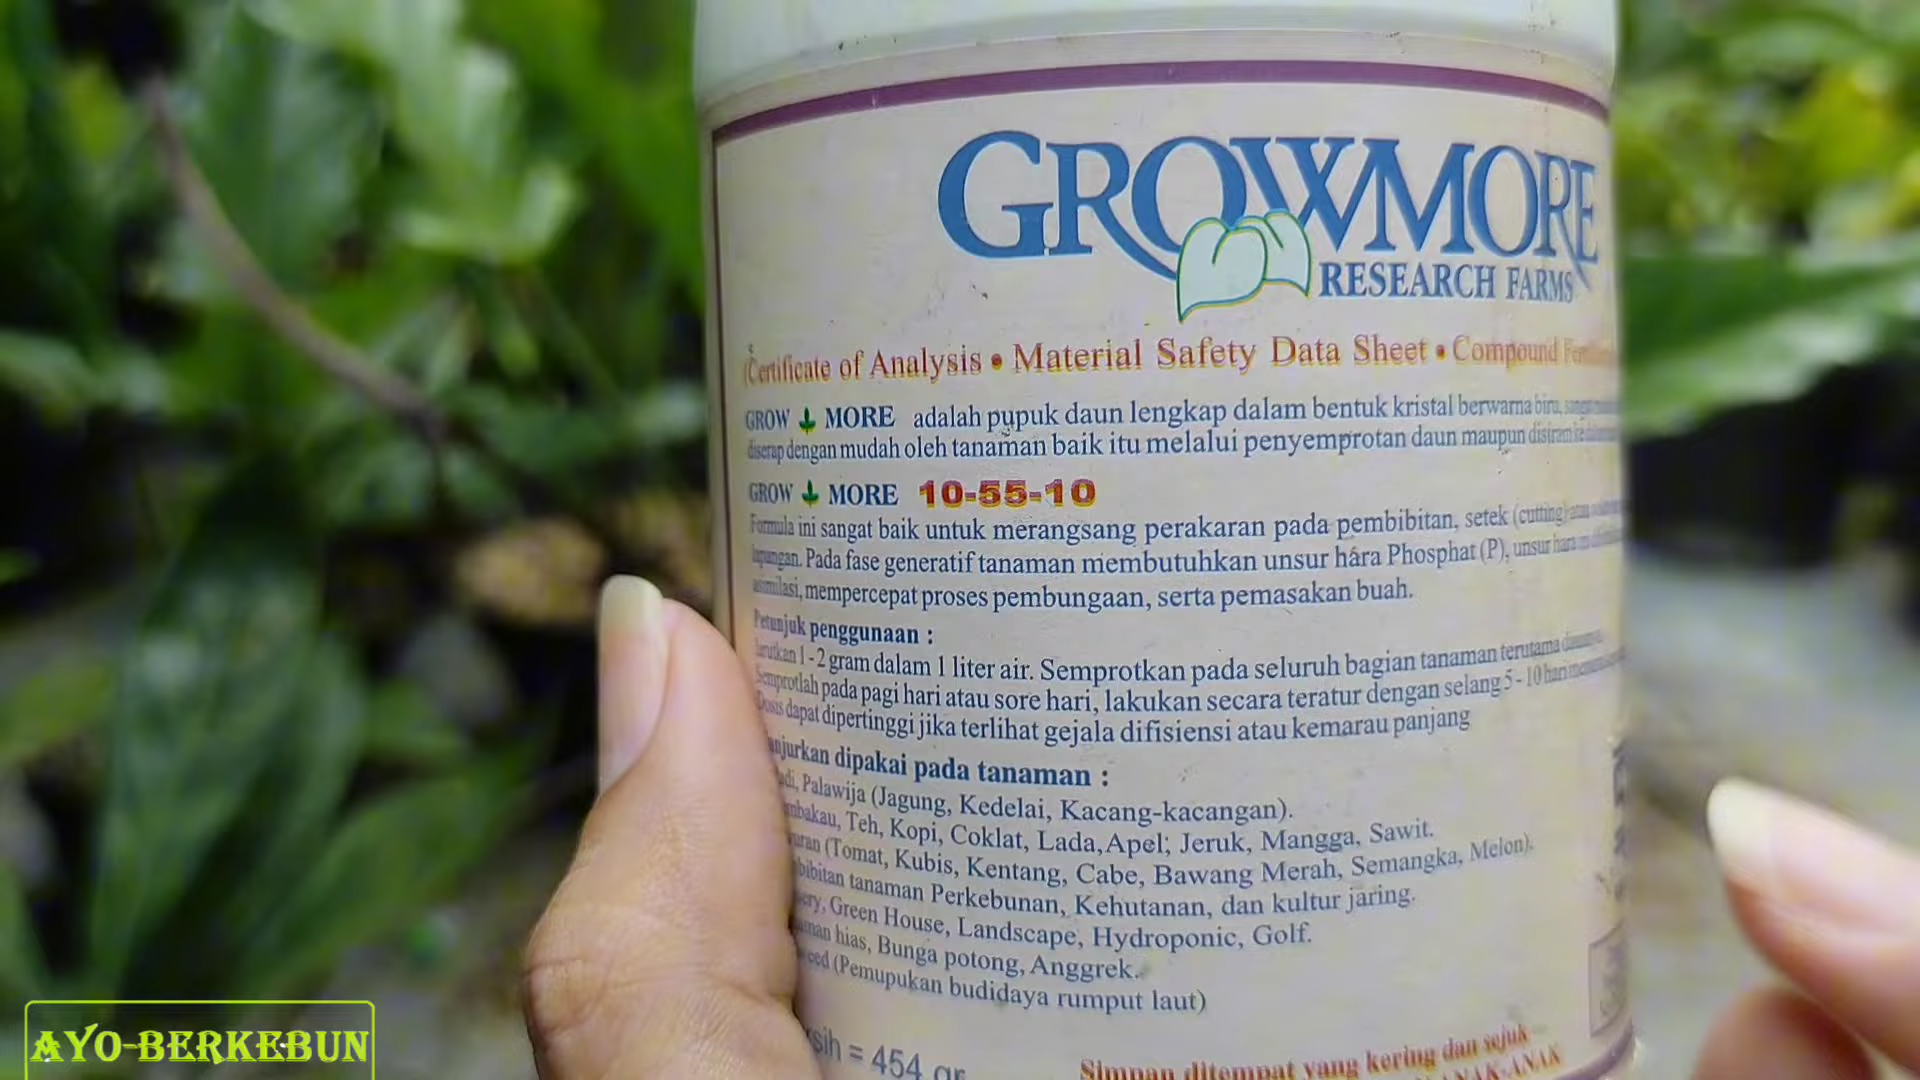 GROWMORE
RESEARCH FARMS
(Certificate of Analysis • Material Safety Data Sheet • Compound
GROW MORE adalah pupuk daun lengkap dalam bentuk kristal berwarna biru,
diserap dengan mudah oleh tanaman baik itu melalui penyemprotan daun maupun disiram
GROW MORE 10-55-10
Formula ini sangat baik untuk merangsang perakaran pada pembibitan, setek (cutting)
lapangan. Pada fase generatif tanaman membutuhkan unsur hara Phosphat (P), unsur hara
asimilasi, mempercepat proses pembungaan, serta pemasakan buah.
Petunjuk penggunaan :
larutkan 1 - 2 gram dalam 1 liter air. Semprotkan pada seluruh bagian tanaman terutama
Semprotlah pada pagi hari atau sore hari, lakukan secara teratur dengan selang 5 - 10 hari
Dosis dapat dipertinggi jika terlihat gejala difisiensi atau kemarau panjang
anjurkan dipakai pada tanaman :
Palawija (Jagung, Kedelai, Kacang-kacangan).
Teh, Kopi, Coklat, Lada, Apel; Jeruk, Mangga, Sawit.
(Tomat, Kubis, Kentang, Cabe, Bawang Merah, Semangka, Melon).
bibitan tanaman Perkebunan, Kehutanan, dan kultur jaring.
Green House, Landscape, Hydroponic, Golf.
hias, Bunga potong, Anggrek.
(Pemupukan budidaya rumput laut)
sih = 454 gr
Simpan ditempat yang kering dan sejuk
ANAK-ANAK
AYO-BERKEBUN